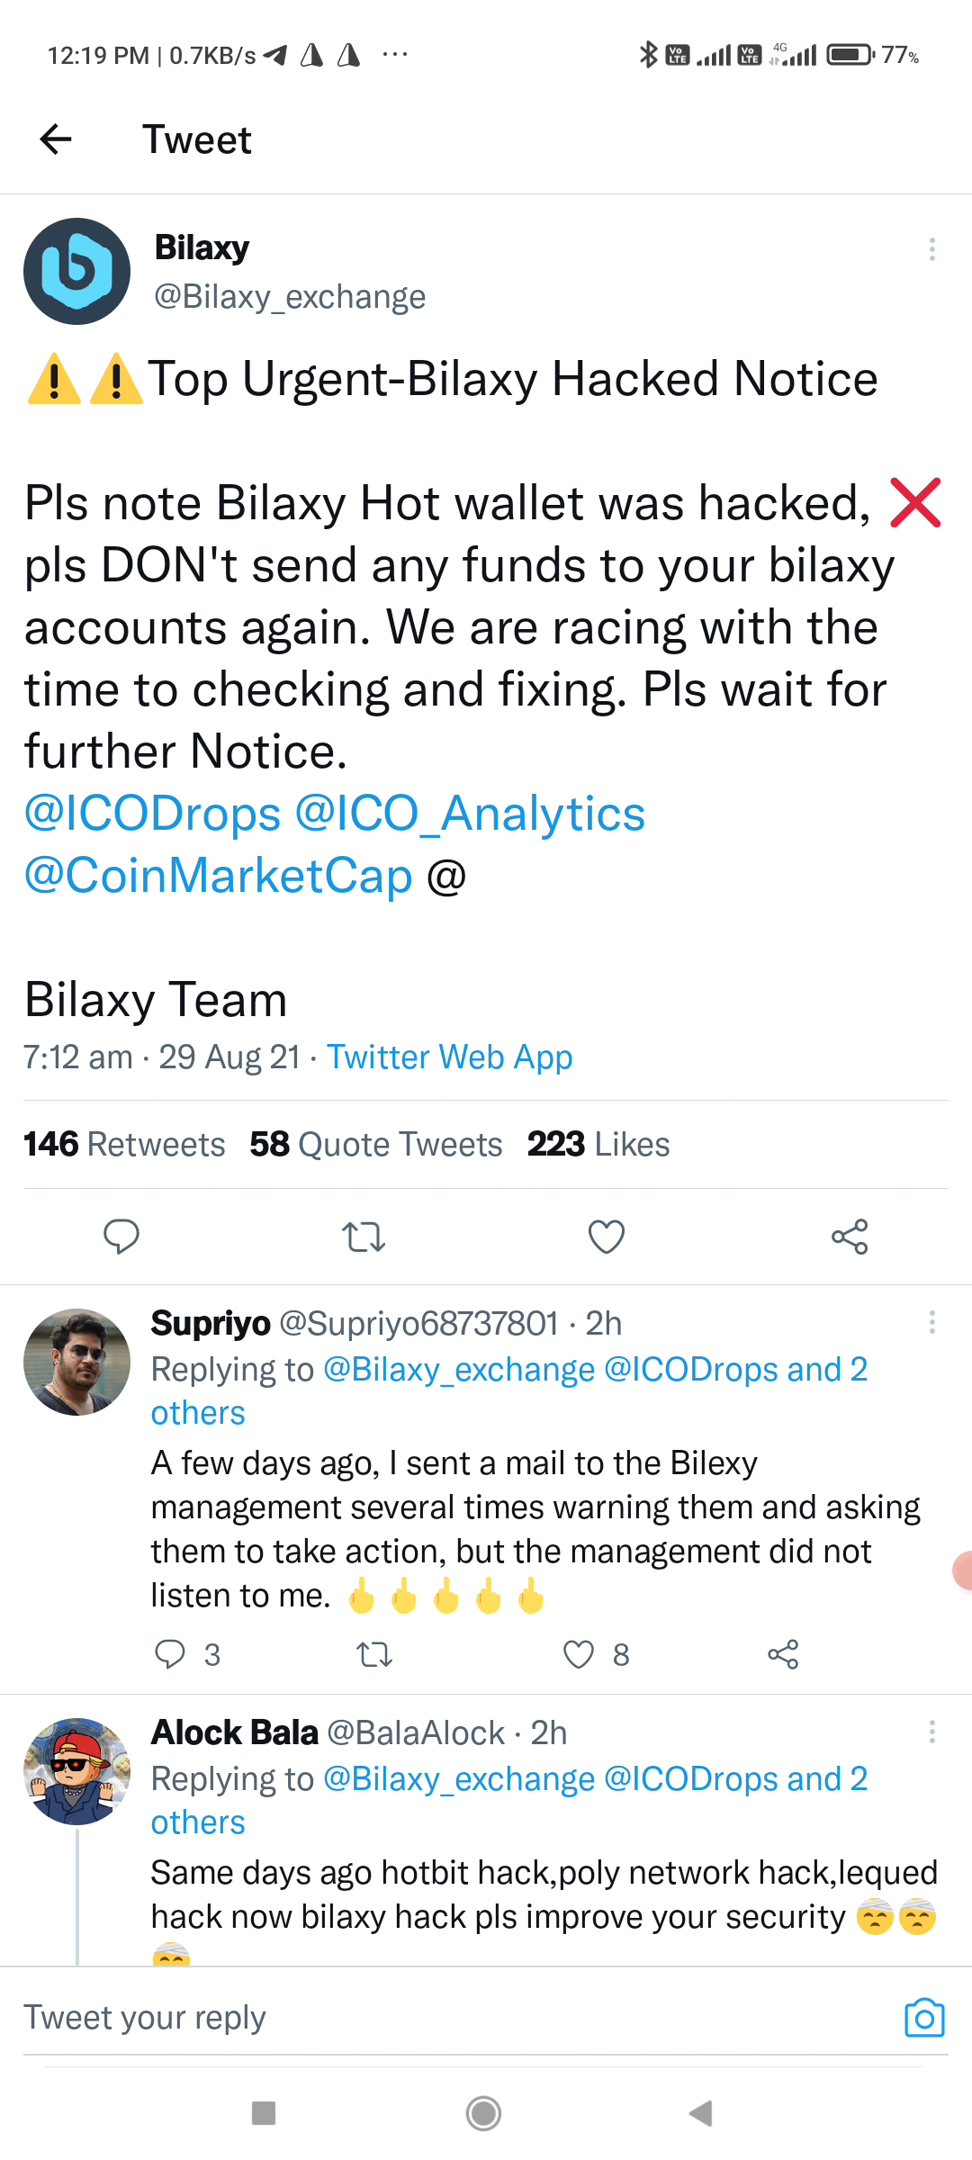 12:19 PM | 0.7KB/s ... Vo LTE Vo LTE 4G 77%
Tweet
Bilaxy
@Bilaxy_exchange
⚠️⚠️Top Urgent-Bilaxy Hacked Notice
Pls note Bilaxy Hot wallet was hacked, ❌
pls DON't send any funds to your bilaxy
accounts again. We are racing with the
time to checking and fixing. Pls wait for
further Notice.
@ICODrops @ICO_Analytics
@CoinMarketCap @
Bilaxy Team
7:12 am · 29 Aug 21 · Twitter Web App
146 Retweets 58 Quote Tweets 223 Likes
Supriyo @Supriyo68737801 · 2h
Replying to @Bilaxy_exchange @ICODrops and 2
others
A few days ago, I sent a mail to the Bilexy
management several times warning them and asking
them to take action, but the management did not
listen to me. 🖕🖕🖕🖕🖕
3 8
Alock Bala @BalaAlock · 2h
Replying to @Bilaxy_exchange @ICODrops and 2
others
Same days ago hotbit hack,poly network hack,lequed
hack now bilaxy hack pls improve your security 🤕🤕
🤕
Tweet your reply